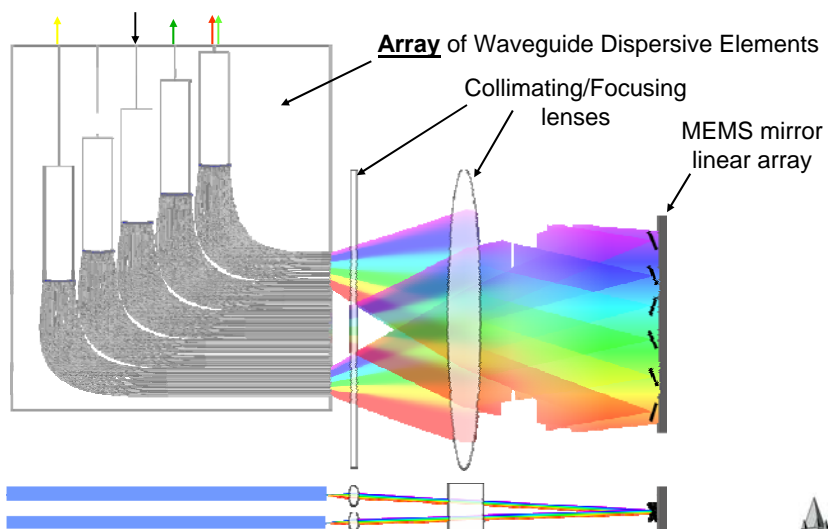 Array of Waveguide Dispersive Elements
Collimating/Focusing
lenses
MEMS mirror
linear array